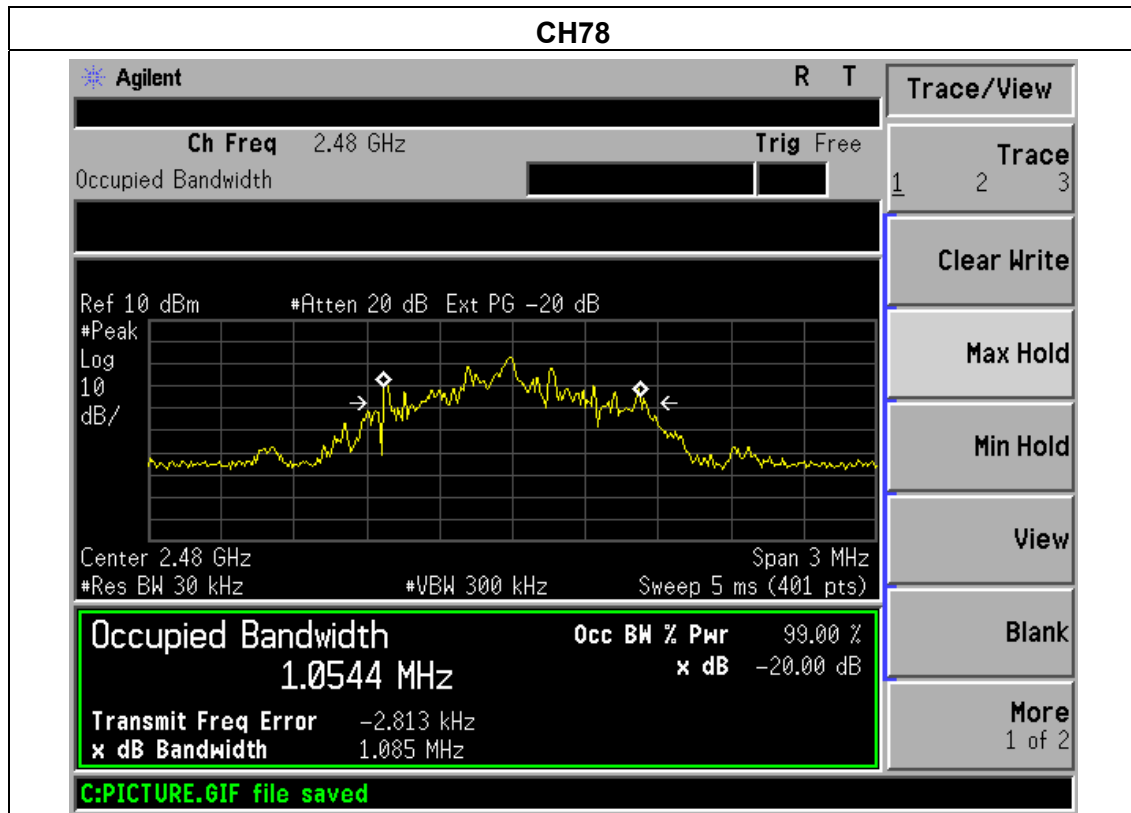 CH78
Agilent
R T
Trace/View
Ch Freq 2.48 GHz
Trig Free
Occupied Bandwidth
Trace
1 2 3
Clear Write
Ref 10 dBm #Atten 20 dB Ext PG -20 dB
#Peak
Log
10
dB/
Max Hold
Min Hold
View
Center 2.48 GHz
Span 3 MHz
#Res BW 30 kHz #VBW 300 kHz Sweep 5 ms (401 pts)
Occupied Bandwidth
1.0544 MHz
Occ BW % Pwr 99.00 %
x dB -20.00 dB
Transmit Freq Error -2.813 kHz
x dB Bandwidth 1.085 MHz
Blank
More
1 of 2
C:PICTURE.GIF file saved